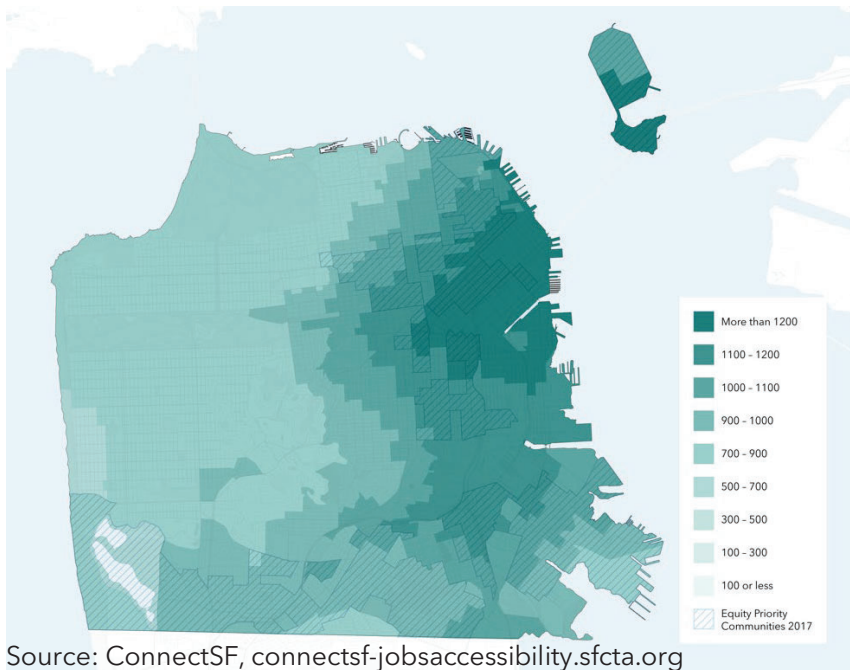 More than 1200
1100 – 1200
1000 – 1100
900 – 1000
700 – 900
500 – 700
300 – 500
100 – 300
100 or less
Equity Priority
Communities 2017
Source: ConnectSF, connectsf-jobsaccessibility.sfcta.org